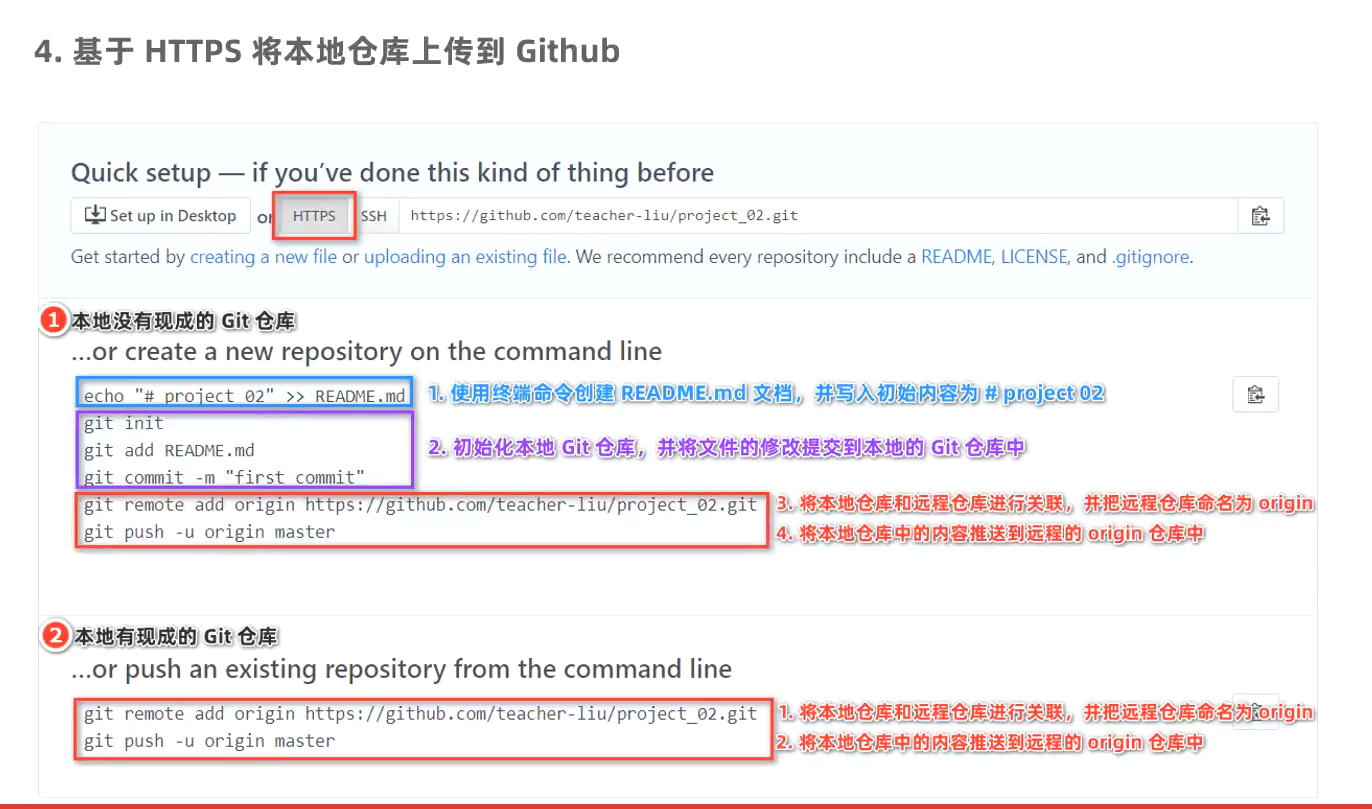 4. 基于 HTTPS 将本地仓库上传到 Github
Quick setup — if you've done this kind of thing before
Set up in Desktop or HTTPS SSH https://github.com/teacher-liu/project_02.git
Get started by creating a new file or uploading an existing file. We recommend every repository include a README, LICENSE, and .gitignore.
1 本地没有现成的 Git 仓库
…or create a new repository on the command line
echo "# project_02" >> README.md 1. 使用终端命令创建 README.md 文档，并写入初始内容为 # project 02
git init
git add README.md 2. 初始化本地 Git 仓库，并将文件的修改提交到本地的 Git 仓库中
git commit -m "first commit"
git remote add origin https://github.com/teacher-liu/project_02.git 3. 将本地仓库和远程仓库进行关联，并把远程仓库命名为 origin
git push -u origin master 4. 将本地仓库中的内容推送到远程的 origin 仓库中
2 本地有现成的 Git 仓库
…or push an existing repository from the command line
git remote add origin https://github.com/teacher-liu/project_02.git 1. 将本地仓库和远程仓库进行关联，并把远程仓库命名为 origin
git push -u origin master 2. 将本地仓库中的内容推送到远程的 origin 仓库中